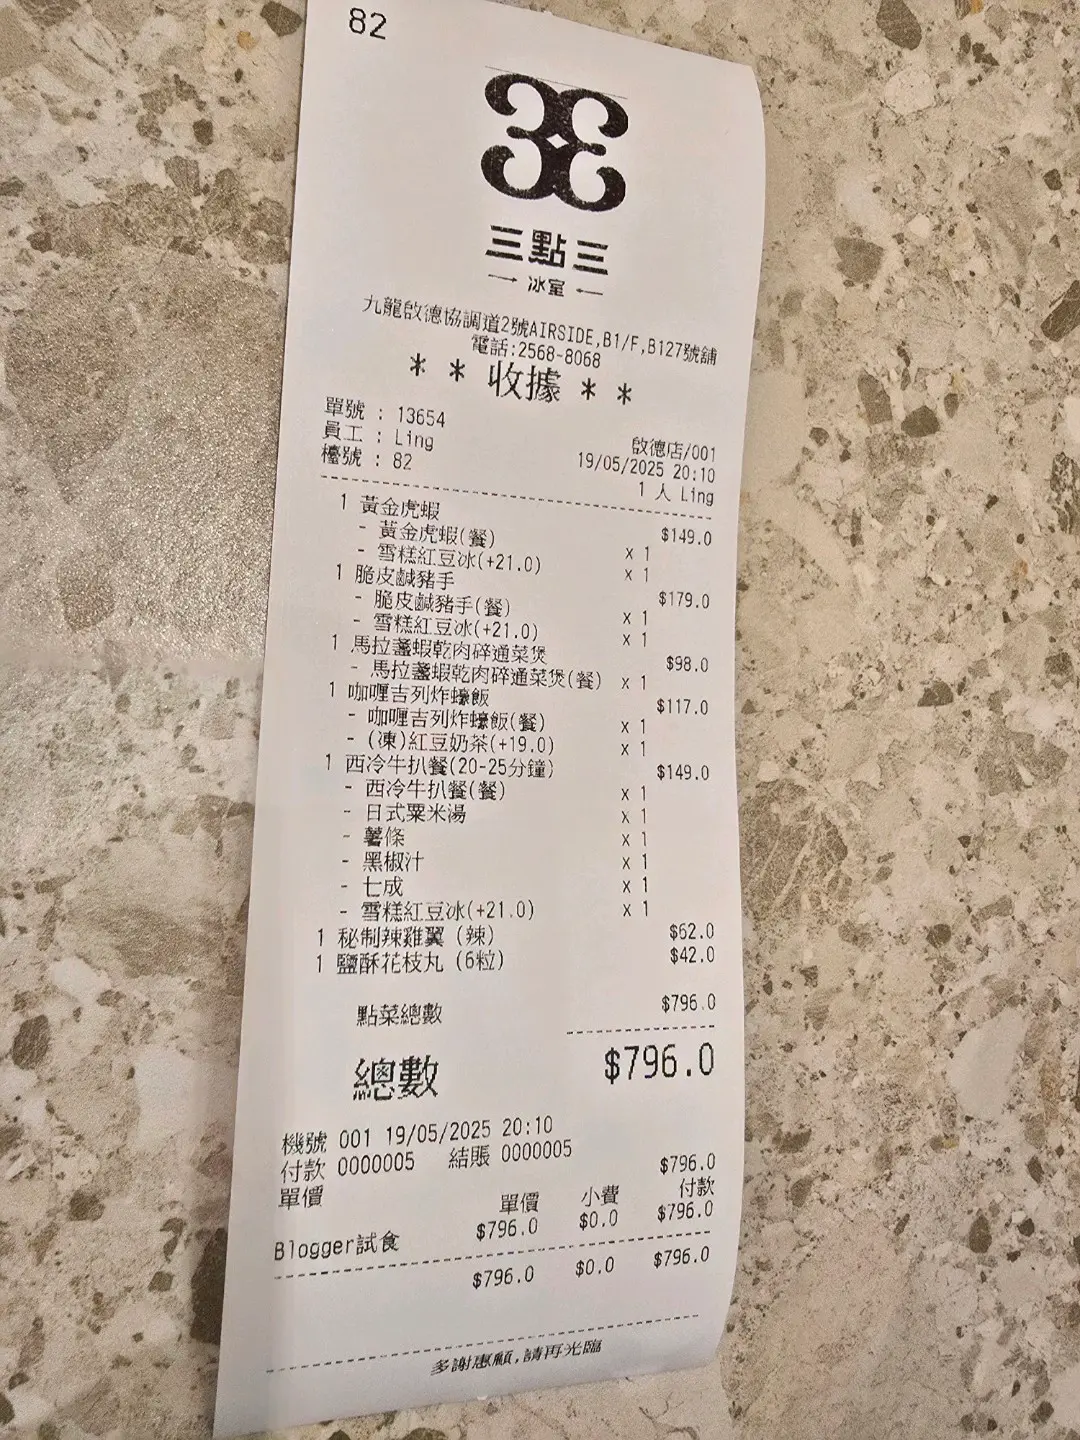 82
三點三
冰室
九龍啟德協調道2號AIRSIDE,B1/F,B127號舖
電話:2568-8068
* * 收據 * *
單號 : 13654
員工 : Ling 啟德店/001
檯號 : 82 19/05/2025 20:10
1 人 Ling
1 黃金虎蝦 $149.0
- 黃金虎蝦(餐) x 1
- 雪糕紅豆冰(+21.0) x 1
1 脆皮鹹豬手 $179.0
- 脆皮鹹豬手(餐) x 1
- 雪糕紅豆冰(+21.0) x 1
1 馬拉盞蝦乾肉碎通菜煲 $98.0
- 馬拉盞蝦乾肉碎通菜煲(餐) x 1
1 咖喱吉列炸蠔飯 $117.0
- 咖喱吉列炸蠔飯(餐) x 1
- (凍)紅豆奶茶(+19.0) x 1
1 西冷牛扒餐(20-25分鐘) $149.0
- 西冷牛扒餐(餐) x 1
- 日式粟米湯 x 1
- 薯條 x 1
- 黑椒汁 x 1
- 七成 x 1
- 雪糕紅豆冰(+21.0) x 1
1 秘制辣雞翼 (辣) $62.0
1 鹽酥花枝丸 (6粒) $42.0
點菜總數 $796.0
總數 $796.0
機號 001 19/05/2025 20:10
付款 0000005 結賬 0000005 $796.0
單價 單價 小費 付款
Blogger試食 $796.0 $0.0 $796.0
$796.0 $0.0 $796.0
多謝惠顧,請再光臨